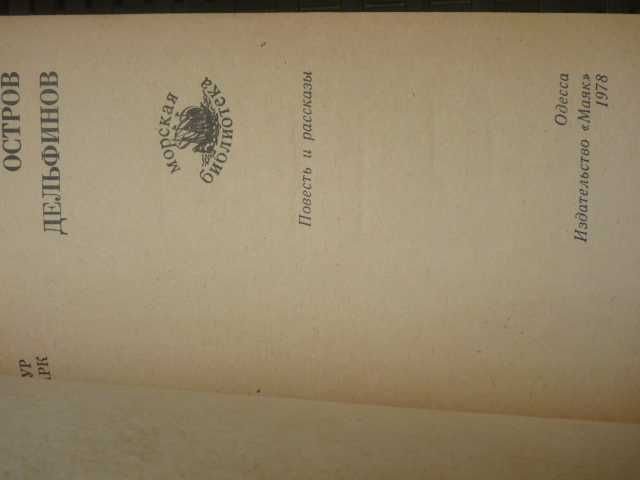 ОСТРОВ
ДЕЛЬФИНОВ
морская
библиотека
Повесть и рассказы
Одесса
Издательство «Маяк»
1978